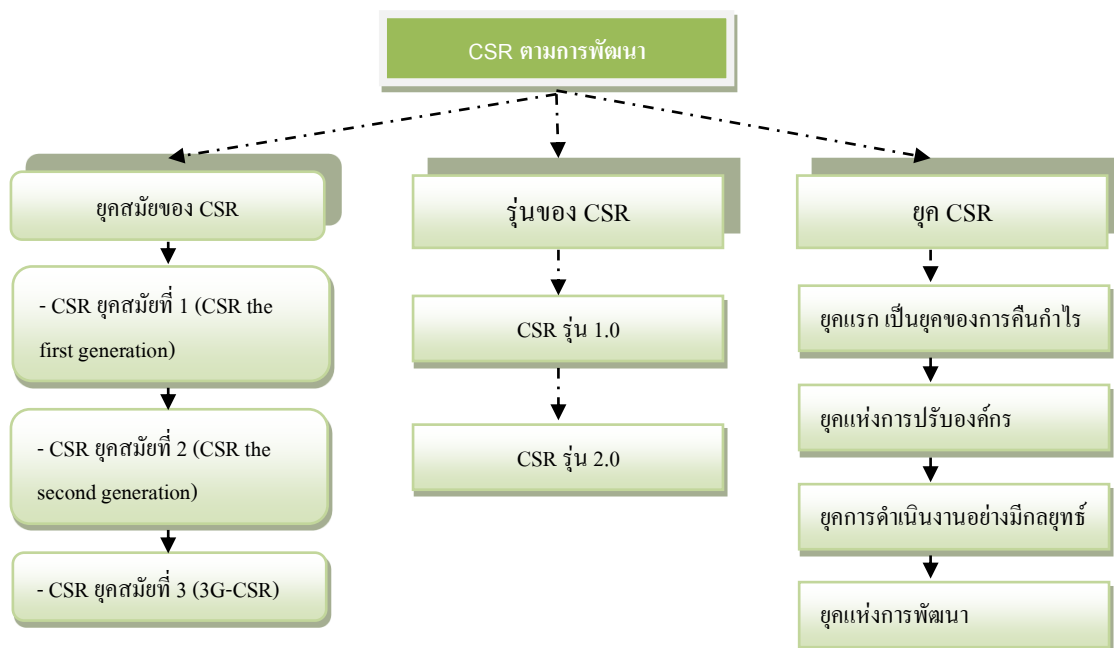 CSR ตามการพัฒนา
ยุคสมัยของ CSR
- CSR ยุคสมัยที่ 1 (CSR the
first generation)
- CSR ยุคสมัยที่ 2 (CSR the
second generation)
- CSR ยุคสมัยที่ 3 (3G-CSR)
รุ่นของ CSR
CSR รุ่น 1.0
CSR รุ่น 2.0
ยุค CSR
ยุคแรก เป็นยุคของการคืนกำไร
ยุคแห่งการปรับองค์กร
ยุคการดำเนินงานอย่างมีกลยุทธ์
ยุคแห่งการพัฒนา